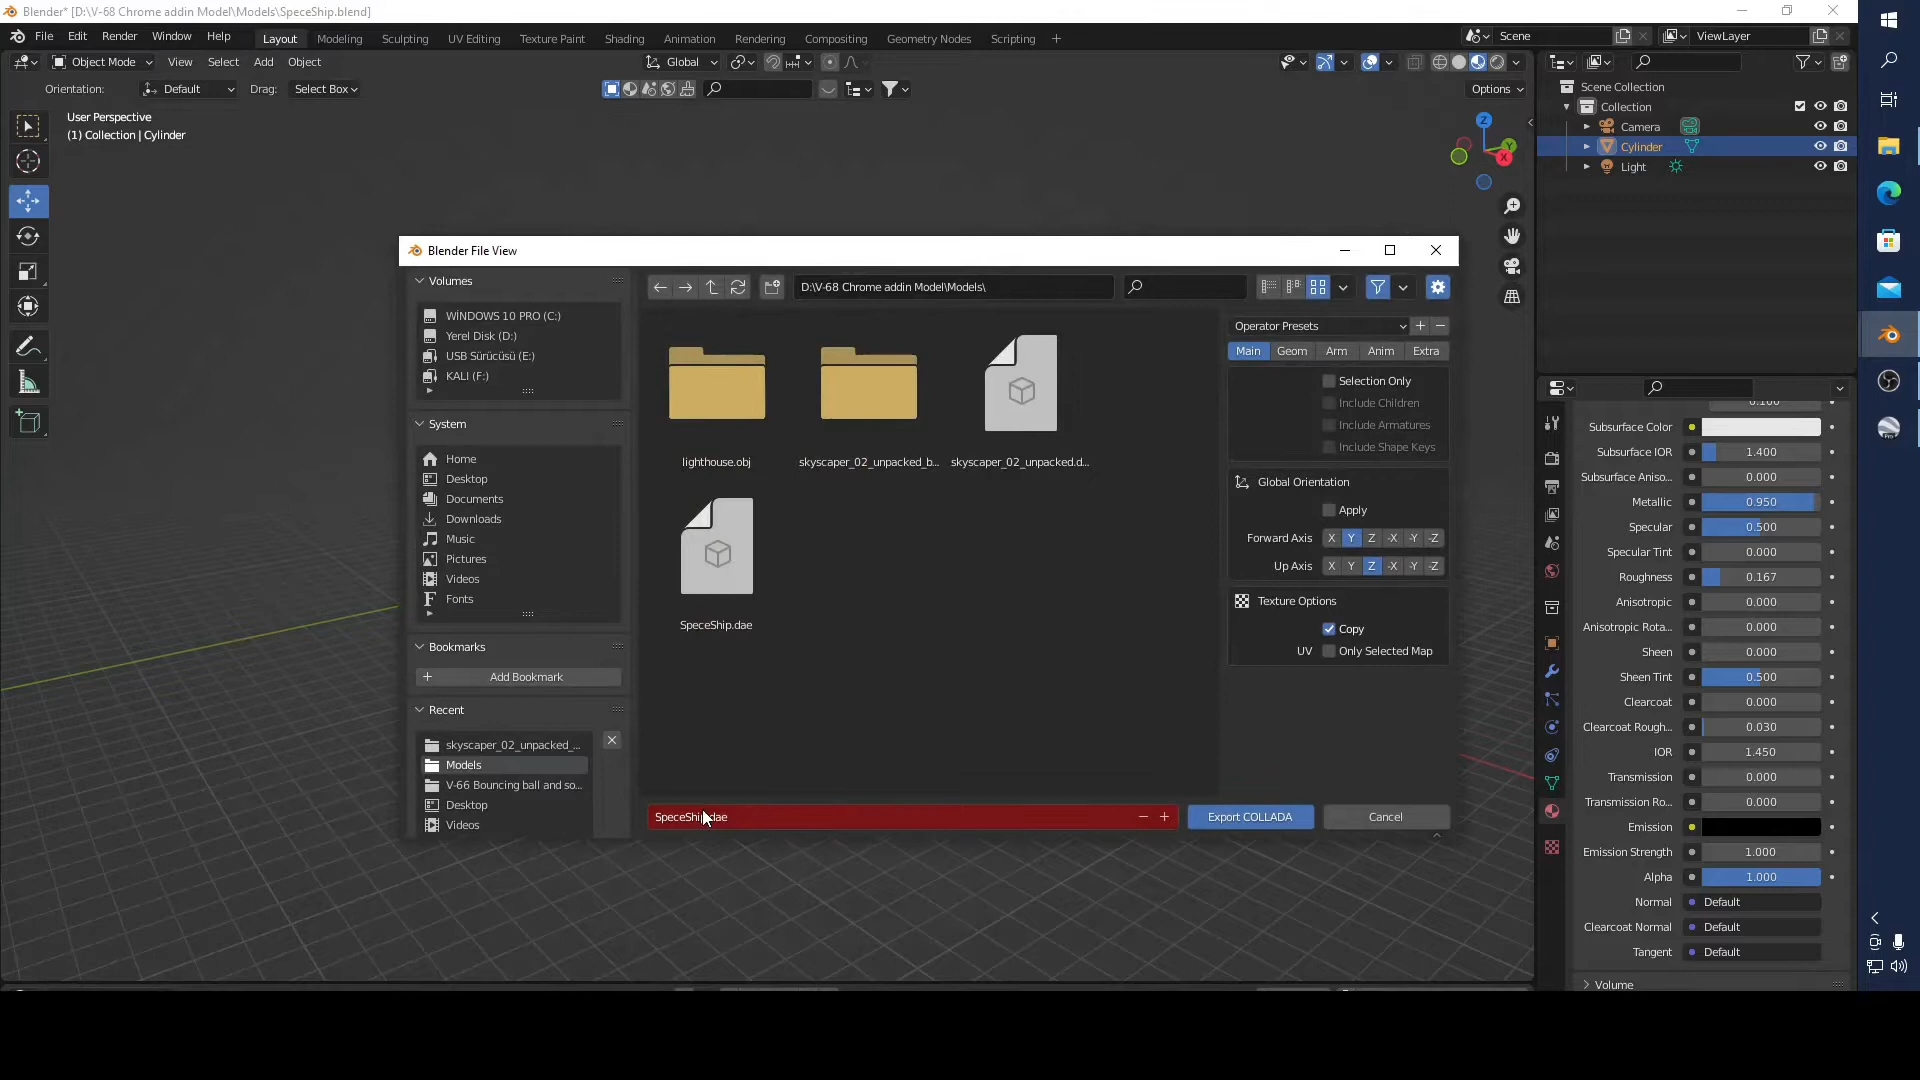 Blender* [D:\V-68 Chrome addin Model\Models\SpeceShip.blend]
File Edit Render Window Help Layout Modeling Sculpting UV Editing Texture Paint Shading Animation Rendering Compositing Geometry Nodes Scripting + Scene ViewLayer
Object Mode View Select Add Object Global
Orientation: Default Drag: Select Box Options
User Perspective
(1) Collection | Cylinder
Z
Y
X
Scene Collection
Collection
Camera
Cylinder
Light
Blender File View
Volumes
WİNDOWS 10 PRO (C:)
Yerel Disk (D:)
USB Sürücüsü (E:)
KALI (F:)
System
Home
Desktop
Documents
Downloads
Music
Pictures
Videos
Fonts
Bookmarks
Add Bookmark
Recent
skyscaper_02_unpacked_...
Models
V-66 Bouncing ball and so...
Desktop
Videos
D:\V-68 Chrome addin Model\Models\
lighthouse.obj
skyscaper_02_unpacked_b...
skyscaper_02_unpacked.d...
SpeceShip.dae
SpeceShip.dae
Export COLLADA
Cancel
Operator Presets
Main Geom Arm Anim Extra
Selection Only
Include Children
Include Armatures
Include Shape Keys
Global Orientation
Apply
Forward Axis X Y Z -X -Y -Z
Up Axis X Y Z -X -Y -Z
Texture Options
Copy
UV Only Selected Map
Subsurface Color
Subsurface IOR 1.400
Subsurface Aniso... 0.000
Metallic 0.950
Specular 0.500
Specular Tint 0.000
Roughness 0.167
Anisotropic 0.000
Anisotropic Rota... 0.000
Sheen 0.000
Sheen Tint 0.500
Clearcoat 0.000
Clearcoat Rough... 0.030
IOR 1.450
Transmission 0.000
Transmission Ro... 0.000
Emission
Emission Strength 1.000
Alpha 1.000
Normal Default
Clearcoat Normal Default
Tangent Default
Volume